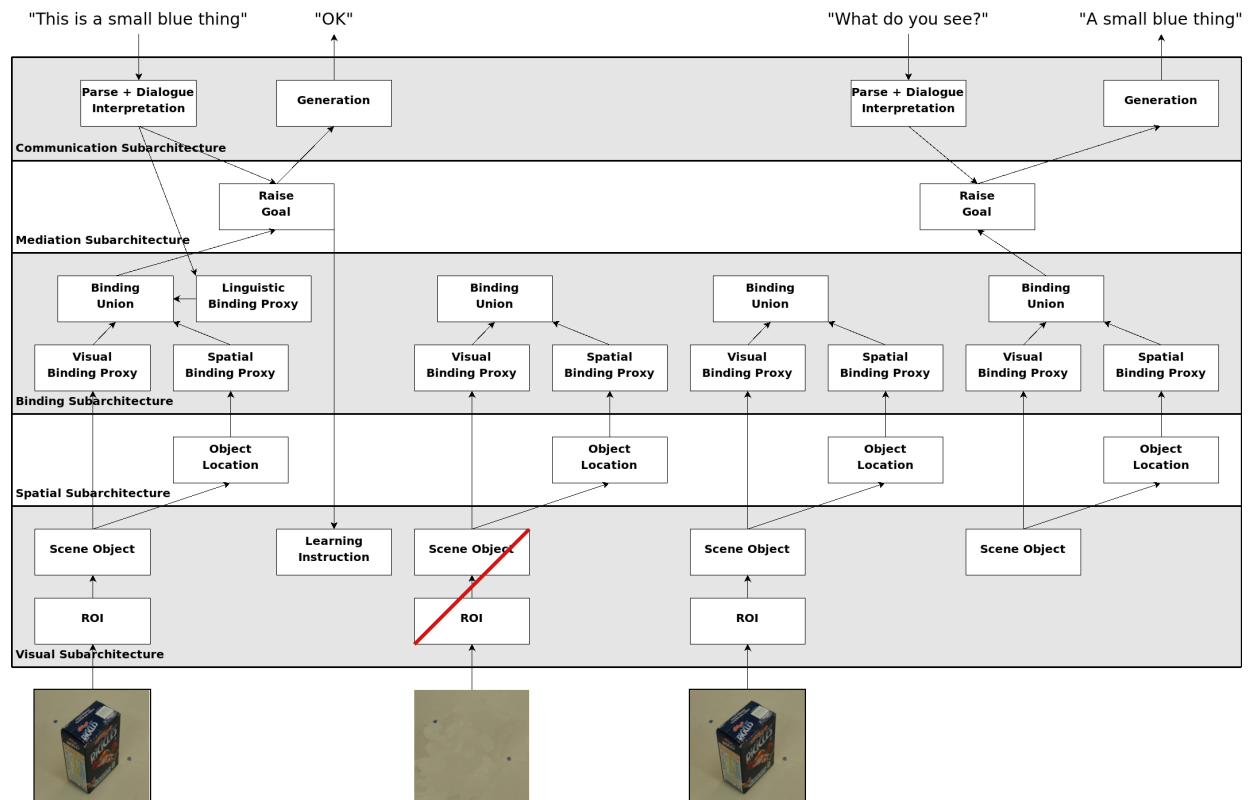 "This is a small blue thing"
"OK"
"What do you see?"
"A small blue thing"
Parse + Dialogue
Interpretation
Generation
Parse + Dialogue
Interpretation
Generation
Communication Subarchitecture
Raise
Goal
Raise
Goal
Mediation Subarchitecture
Binding
Union
Linguistic
Binding Proxy
Binding
Union
Binding
Union
Binding
Union
Visual
Binding Proxy
Spatial
Binding Proxy
Visual
Binding Proxy
Spatial
Binding Proxy
Visual
Binding Proxy
Spatial
Binding Proxy
Visual
Binding Proxy
Spatial
Binding Proxy
Binding Subarchitecture
Object
Location
Object
Location
Object
Location
Object
Location
Spatial Subarchitecture
Scene Object
Learning
Instruction
Scene Object
Scene Object
Scene Object
ROI
ROI
ROI
Visual Subarchitecture